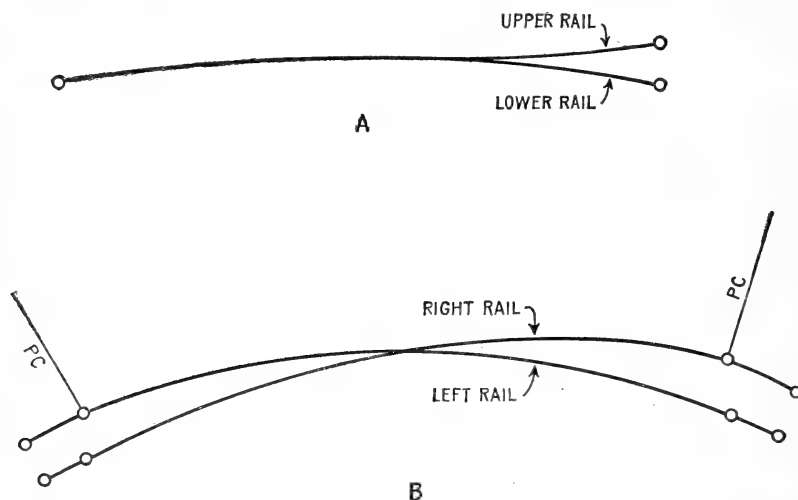 UPPER RAIL
LOWER RAIL
A
PC
RIGHT RAIL
PC
LEFT RAIL
B